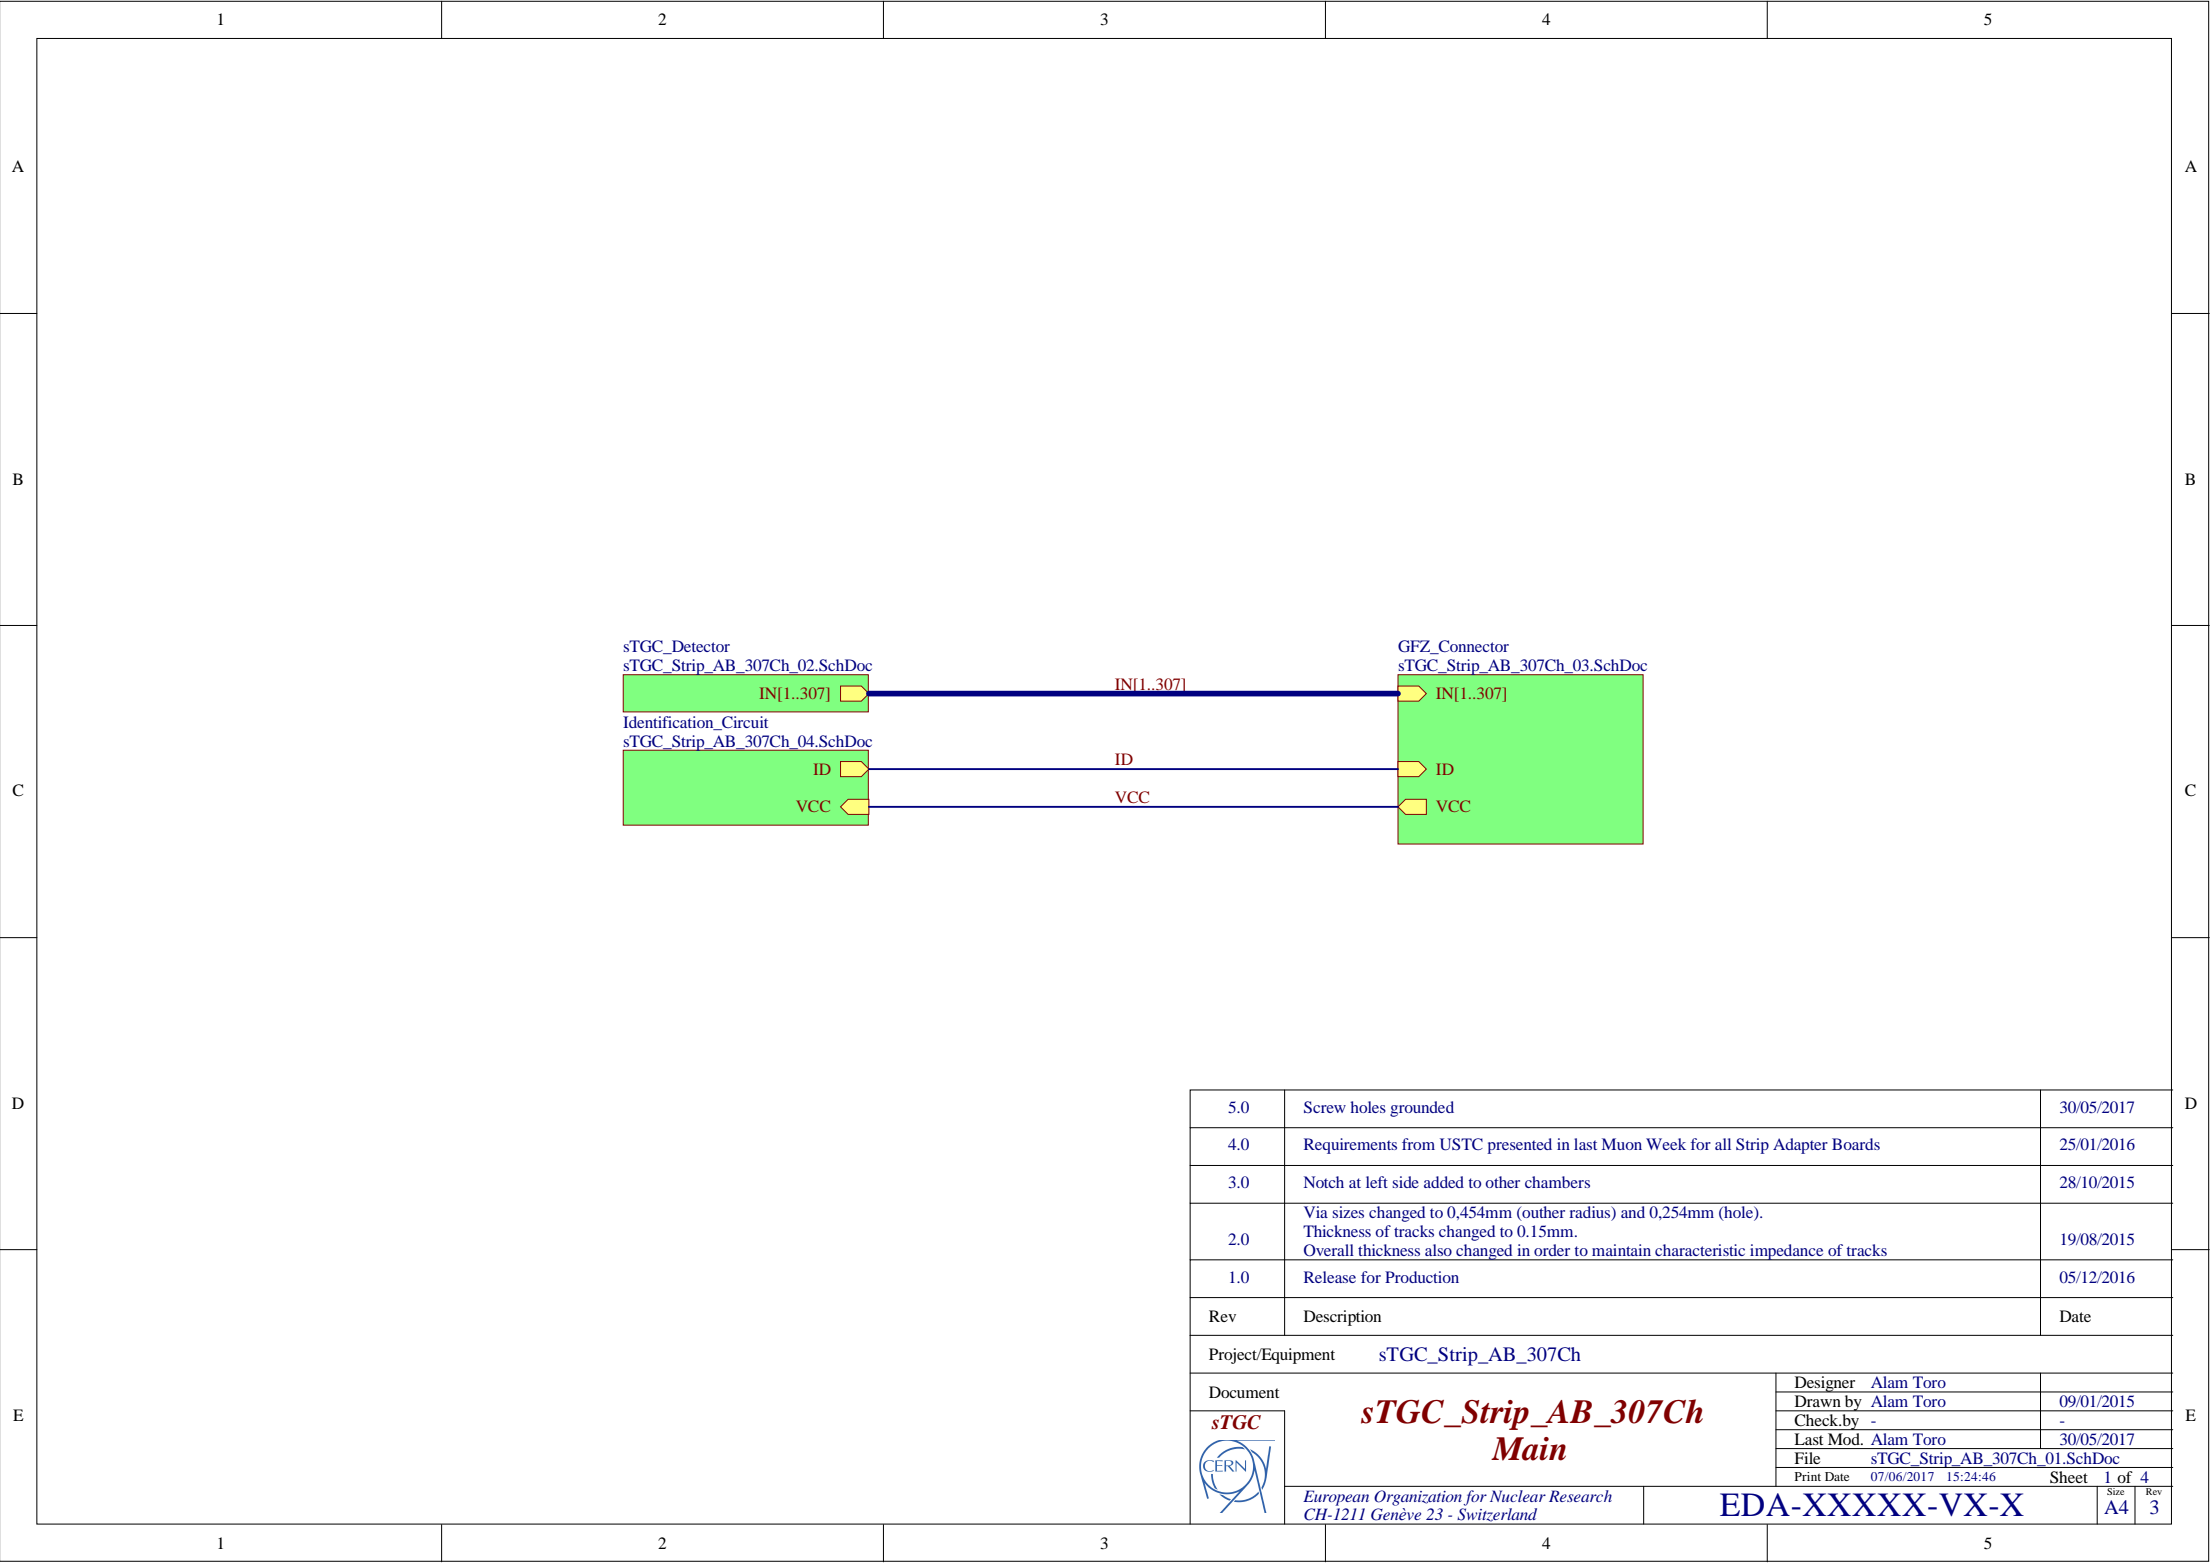 1 2 3 4 5
A A
B B
sTGC_Detector
sTGC_Strip_AB_307Ch_02.SchDoc
IN[1..307]
Identification_Circuit
sTGC_Strip_AB_307Ch_04.SchDoc
ID
VCC
IN[1..307]
ID
VCC
GFZ_Connector
sTGC_Strip_AB_307Ch_03.SchDoc
IN[1..307]
ID
VCC
C C
D D
5.0 Screw holes grounded 30/05/2017
4.0 Requirements from USTC presented in last Muon Week for all Strip Adapter Boards 25/01/2016
3.0 Notch at left side added to other chambers 28/10/2015
Via sizes changed to 0,454mm (outher radius) and 0,254mm (hole).
2.0 Thickness of tracks changed to 0.15mm. 19/08/2015
Overall thickness also changed in order to maintain characteristic impedance of tracks
1.0 Release for Production 05/12/2016
Rev Description Date
Project/Equipment sTGC_Strip_AB_307Ch
Document
sTGC
CERN
sTGC_Strip_AB_307Ch
Main
Designer Alam Toro
Drawn by Alam Toro 09/01/2015
Check.by - -
Last Mod. Alam Toro 30/05/2017
File sTGC_Strip_AB_307Ch_01.SchDoc
Print Date 07/06/2017 15:24:46 Sheet 1 of 4
European Organization for Nuclear Research
CH-1211 Genève 23 - Switzerland
EDA-XXXXX-VX-X
Size
A4
Rev
3
E E
1 2 3 4 5